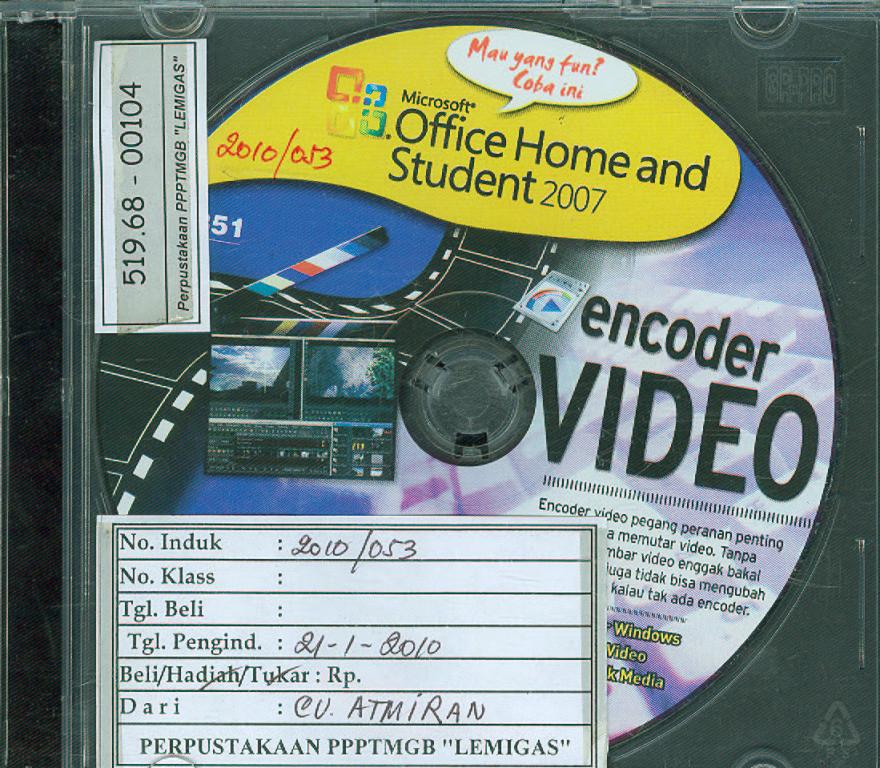 519.68 - 00104
Perpustakaan PPPTMGB "LEMIGAS"
Mau yang fun?
Coba ini
Microsoft®
Office Home and
Student 2007
2010/053
351
encoder
VIDEO
Encoder video pegang peranan penting
a memutar video. Tanpa
mbar video enggak bakal
juga tidak bisa mengubah
kalau tak ada encoder.
Windows
Video
k Media
No. Induk : 2010/053
No. Klass :
Tgl. Beli :
Tgl. Pengind. : 21-1-2010
Beli/Hadiah/Tukar : Rp.
Dari : CV. ATMIRAN
PERPUSTAKAAN PPPTMGB "LEMIGAS"